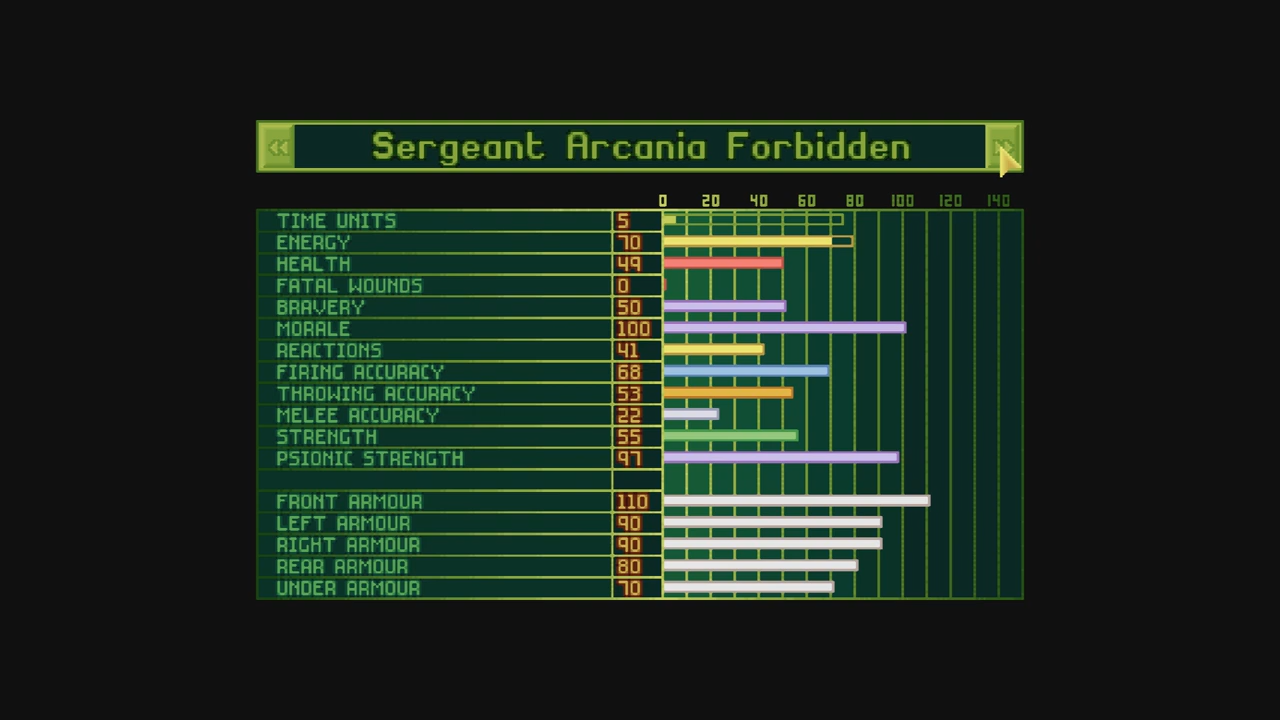 Sergeant Arcania Forbidden
0 20 40 60 80 100 120 140
TIME UNITS 5
ENERGY 70
HEALTH 49
FATAL WOUNDS 0
BRAVERY 50
MORALE 100
REACTIONS 41
FIRING ACCURACY 68
THROWING ACCURACY 53
MELEE ACCURACY 22
STRENGTH 55
PSIONIC STRENGTH 97
FRONT ARMOUR 110
LEFT ARMOUR 90
RIGHT ARMOUR 90
REAR ARMOUR 80
UNDER ARMOUR 70